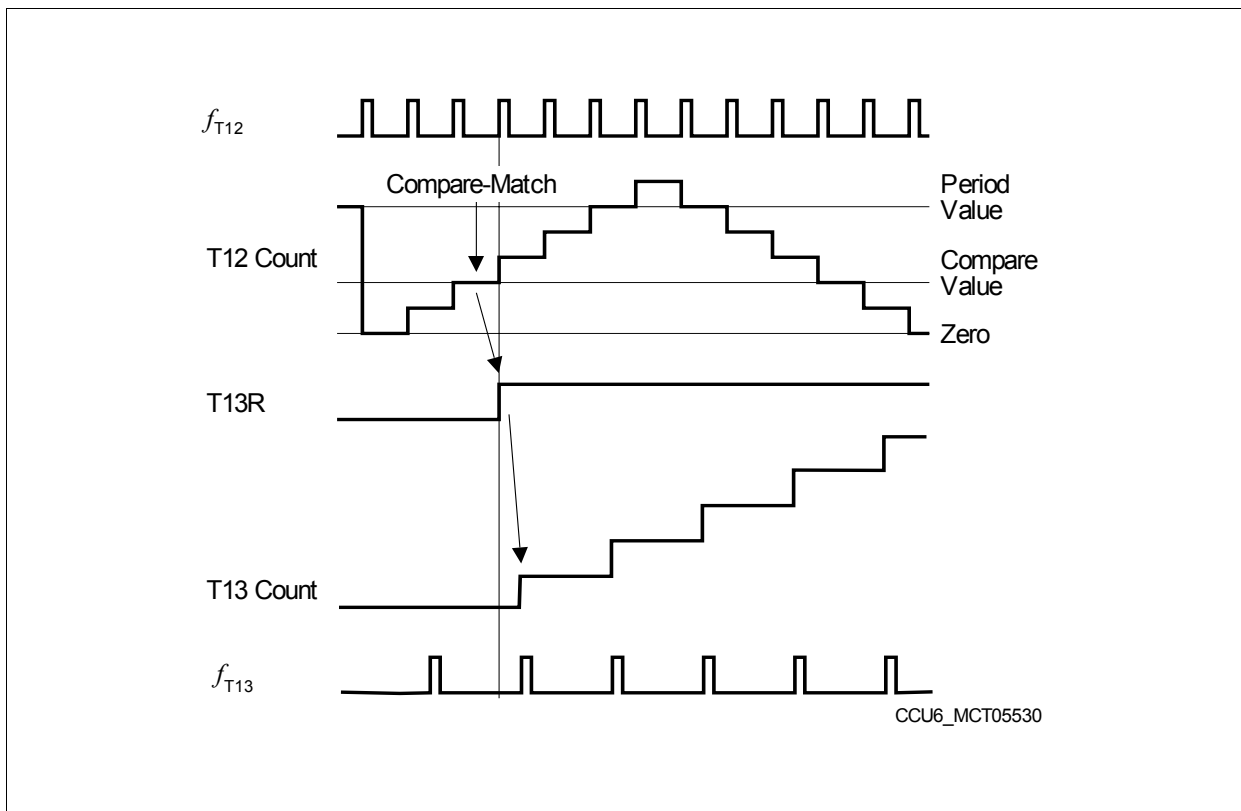 fT12
Compare-Match
Period
Value
T12 Count
Compare
Value
Zero
T13R
T13 Count
fT13
CCU6_MCT05530